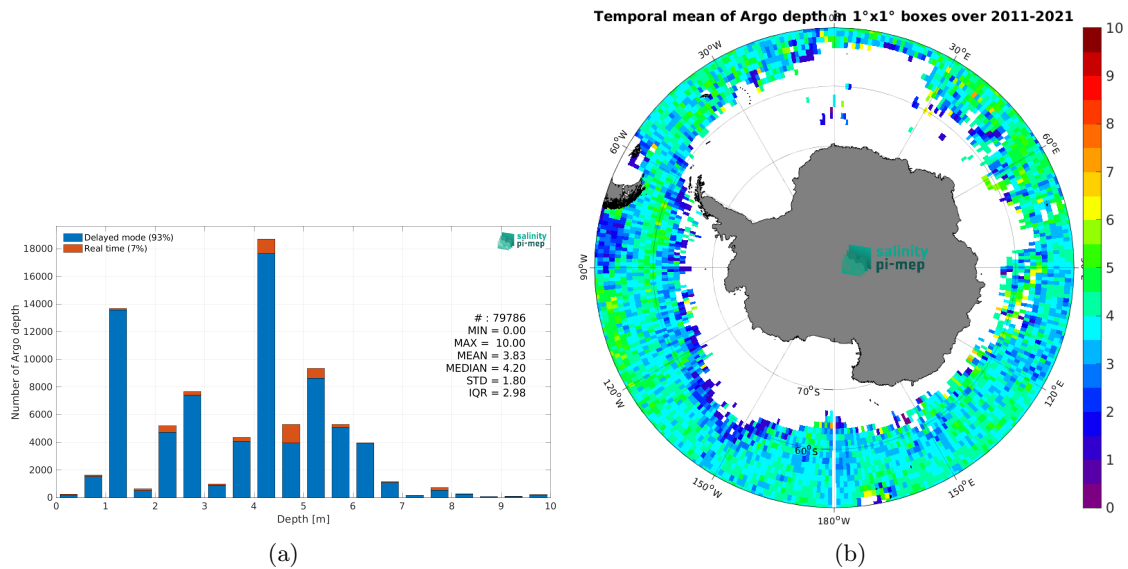 Delayed mode (93%)
Real time (7%)
salinity
pi-mep
# : 79786
MIN = 0.00
MAX = 10.00
MEAN = 3.83
MEDIAN = 4.20
STD = 1.80
IQR = 2.98
Number of Argo depth
18000
16000
14000
12000
10000
8000
6000
4000
2000
0
0 1 2 3 4 5 6 7 8 9 10
Depth [m]
(a)
Temporal mean of Argo depth in 1°x1° boxes over 2011-2021
30°W
30°E
60°W
60°E
90°W
salinity
pi-mep
120°W
120°E
70°S
60°S
150°W
150°E
180°W
10
9
8
7
6
5
4
3
2
1
0
(b)